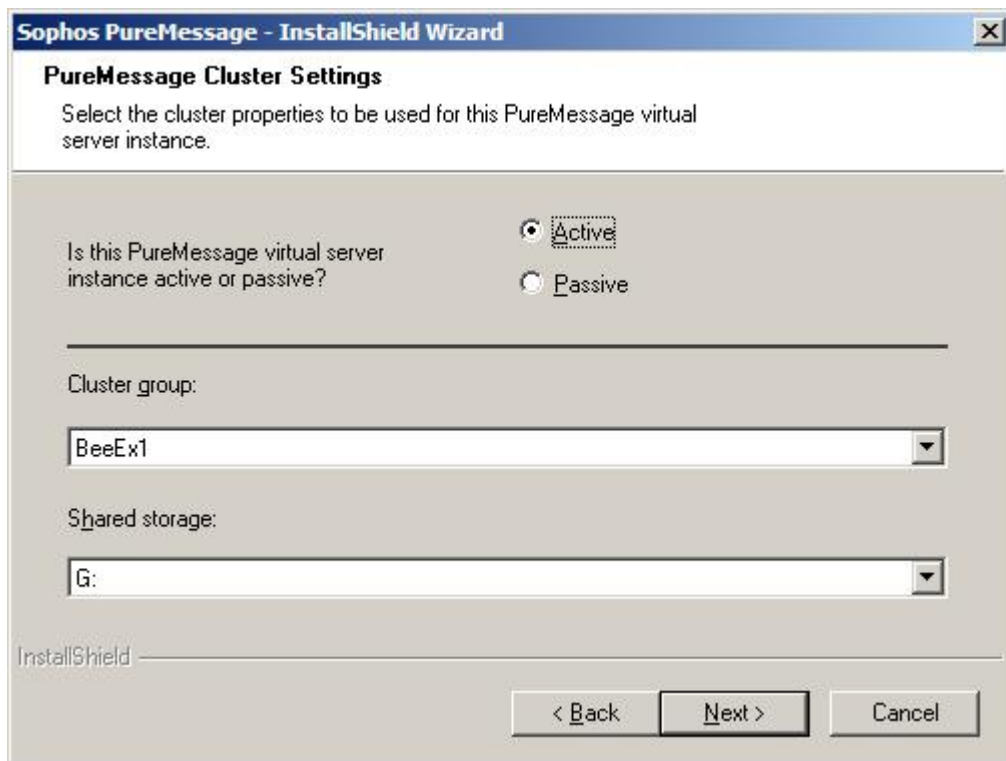 Sophos PureMessage - InstallShield Wizard
PureMessage Cluster Settings
Select the cluster properties to be used for this PureMessage virtual
server instance.
Is this PureMessage virtual server
instance active or passive?
Active
Passive
Cluster group:
BeeEx1
Shared storage:
G:
InstallShield
< Back
Next >
Cancel